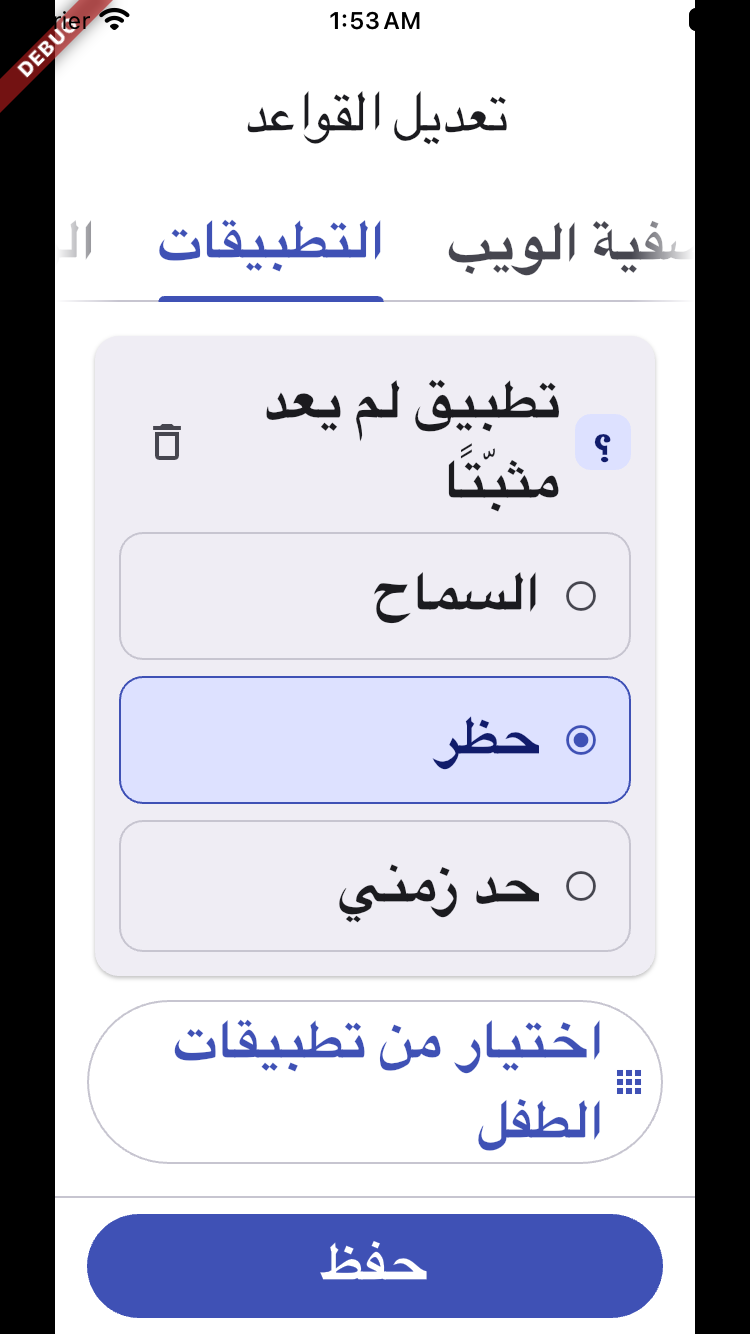 1:53 AM
DEBUG
تعديل القواعد
الويب التطبيقات
؟ تطبيق لم يعد
مثبّتًا
السماح
حظر
حد زمني
اختيار من تطبيقات
الطفل
حفظ